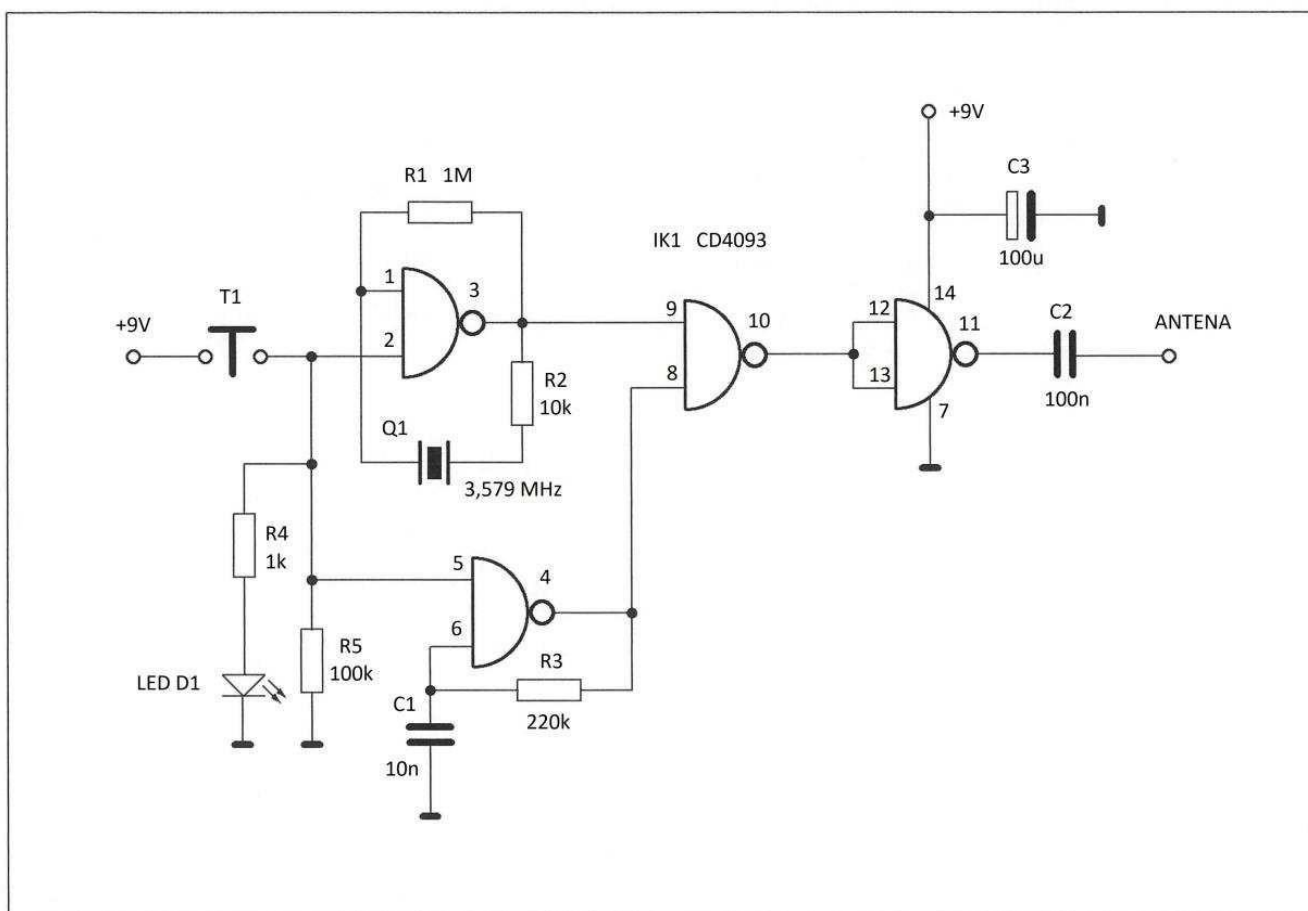 +9V
C3
100u
R1 1M
IK1 CD4093
1
3
2
T1
+9V
9
10
8
12
14
11
13
7
C2
100n
ANTENA
R2
10k
Q1
3,579 MHz
R4
1k
5
4
6
R5
100k
LED D1
R3
220k
C1
10n